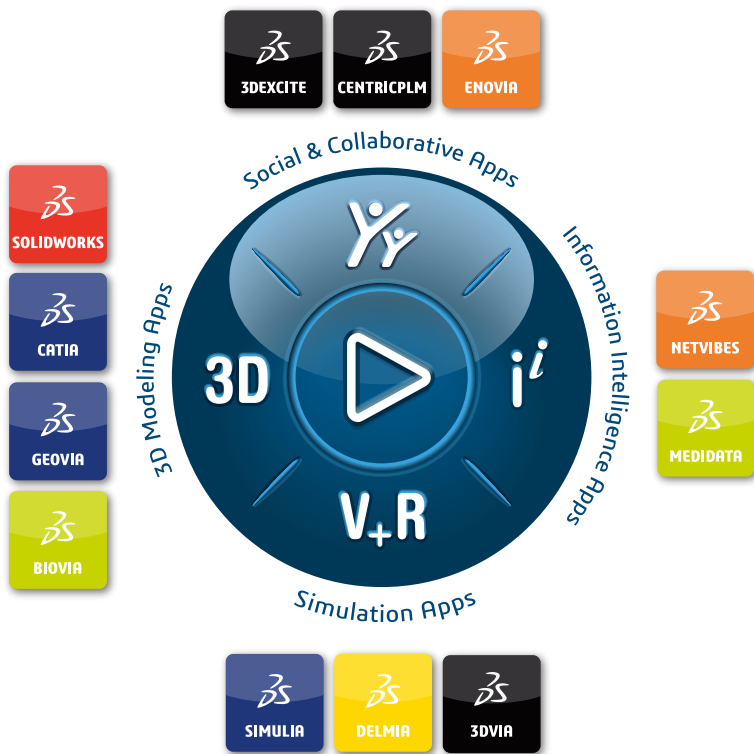 3DEXCITE
CENTRICPLM
ENOVIA
Social & Collaborative Apps
SOLIDWORKS
CATIA
GEOVIA
BIOVIA
3D Modeling Apps
3D
i i
V+R
Information Intelligence Apps
NETVIBES
MEDIDATA
Simulation Apps
SIMULIA
DELMIA
3DVIA